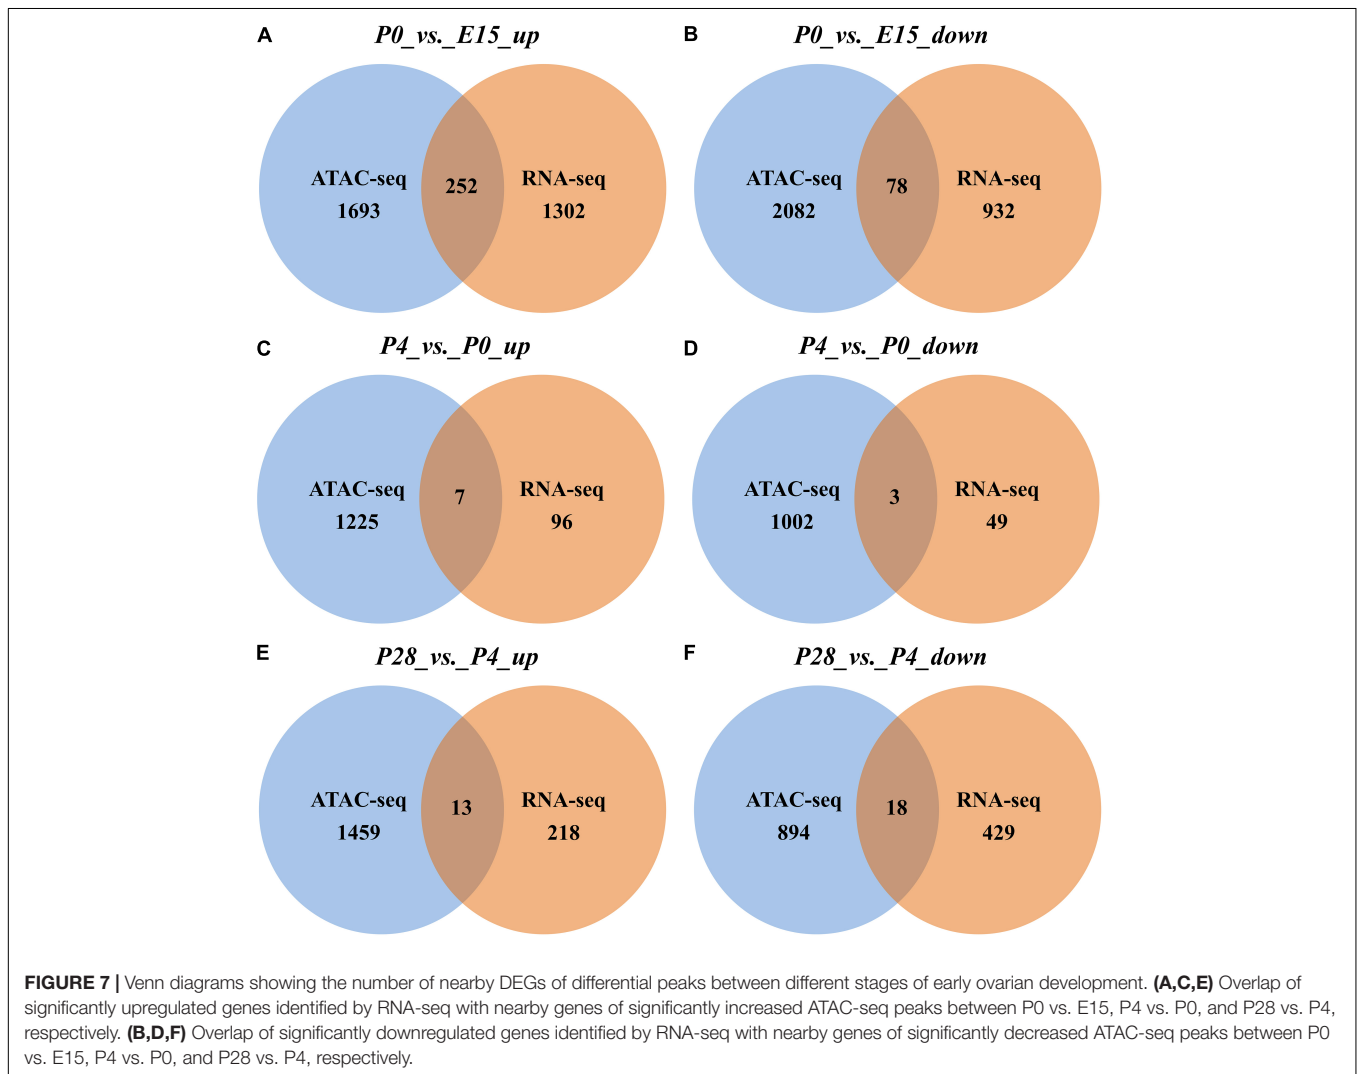 A
P0_vs._E15_up
ATAC-seq
1693
252
RNA-seq
1302
B
P0_vs._E15_down
ATAC-seq
2082
78
RNA-seq
932
C
P4_vs._P0_up
ATAC-seq
1225
7
RNA-seq
96
D
P4_vs._P0_down
ATAC-seq
1002
3
RNA-seq
49
E
P28_vs._P4_up
ATAC-seq
1459
13
RNA-seq
218
F
P28_vs._P4_down
ATAC-seq
894
18
RNA-seq
429
FIGURE 7 | Venn diagrams showing the number of nearby DEGs of differential peaks between different stages of early ovarian development. (A,C,E) Overlap of
significantly upregulated genes identified by RNA-seq with nearby genes of significantly increased ATAC-seq peaks between P0 vs. E15, P4 vs. P0, and P28 vs. P4,
respectively. (B,D,F) Overlap of significantly downregulated genes identified by RNA-seq with nearby genes of significantly decreased ATAC-seq peaks between P0
vs. E15, P4 vs. P0, and P28 vs. P4, respectively.